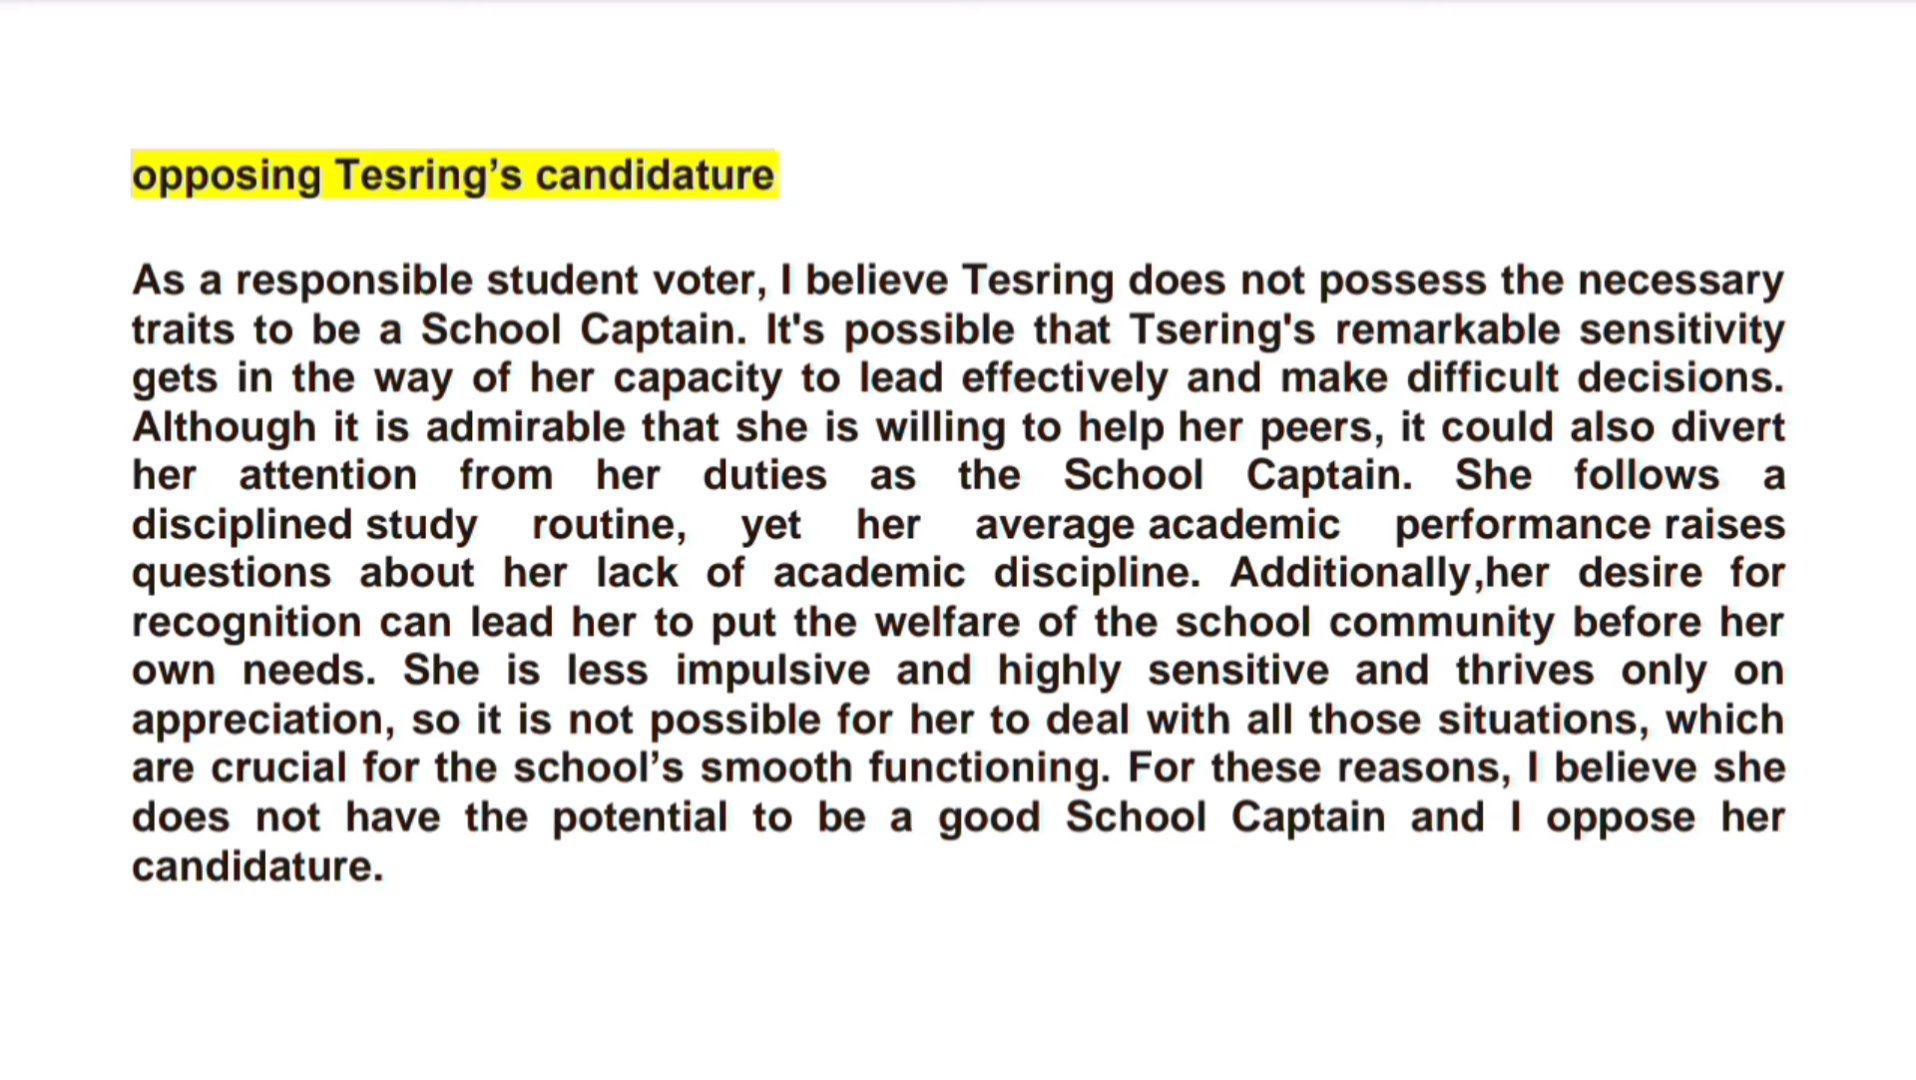 opposing Tesring’s candidature
As a responsible student voter, I believe Tesring does not possess the necessary
traits to be a School Captain. It's possible that Tsering's remarkable sensitivity
gets in the way of her capacity to lead effectively and make difficult decisions.
Although it is admirable that she is willing to help her peers, it could also divert
her attention from her duties as the School Captain. She follows a
disciplined study routine, yet her average academic performance raises
questions about her lack of academic discipline. Additionally,her desire for
recognition can lead her to put the welfare of the school community before her
own needs. She is less impulsive and highly sensitive and thrives only on
appreciation, so it is not possible for her to deal with all those situations, which
are crucial for the school’s smooth functioning. For these reasons, I believe she
does not have the potential to be a good School Captain and I oppose her
candidature.